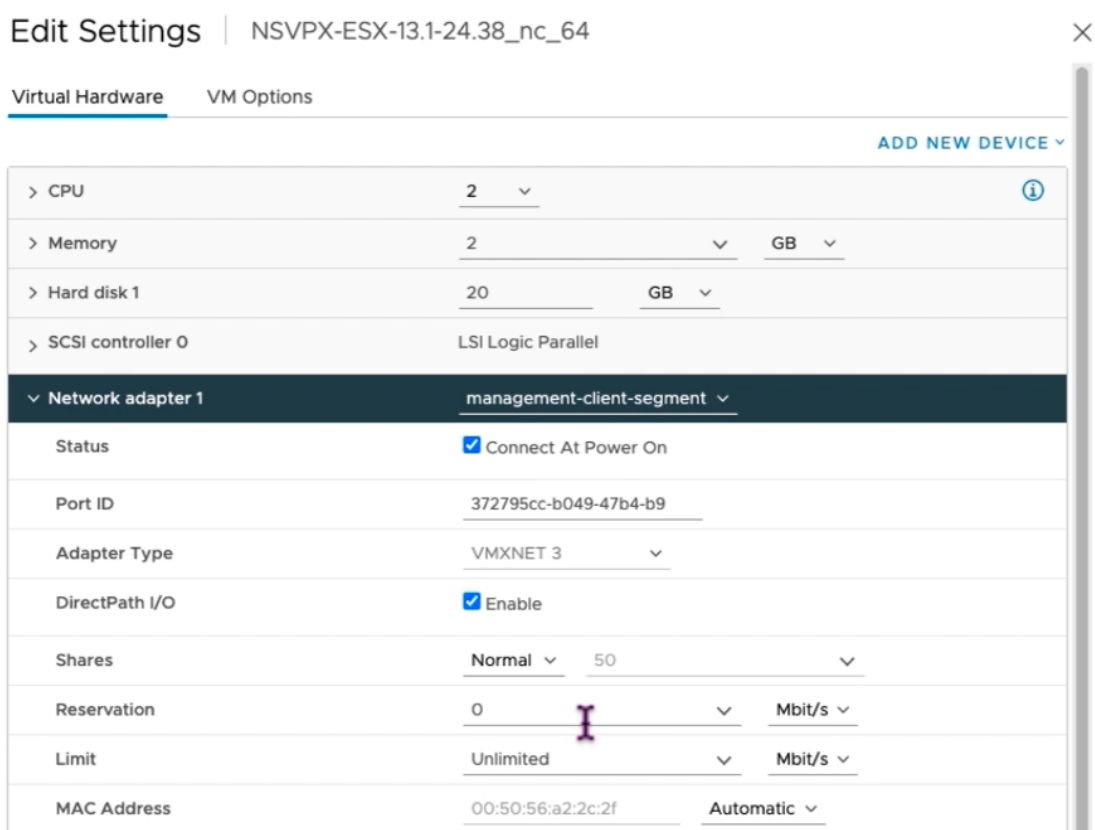 Edit Settings | NSVPX-ESX-13.1-24.38_nc_64
Virtual Hardware VM Options
ADD NEW DEVICE
CPU 2
Memory 2 GB
Hard disk 1 20 GB
SCSI controller 0 LSI Logic Parallel
Network adapter 1 management-client-segment
Status Connect At Power On
Port ID 372795cc-b049-47b4-b9
Adapter Type VMXNET 3
DirectPath I/O Enable
Shares Normal 50
Reservation 0 Mbit/s
Limit Unlimited Mbit/s
MAC Address 00:50:56:a2:2c:2f Automatic